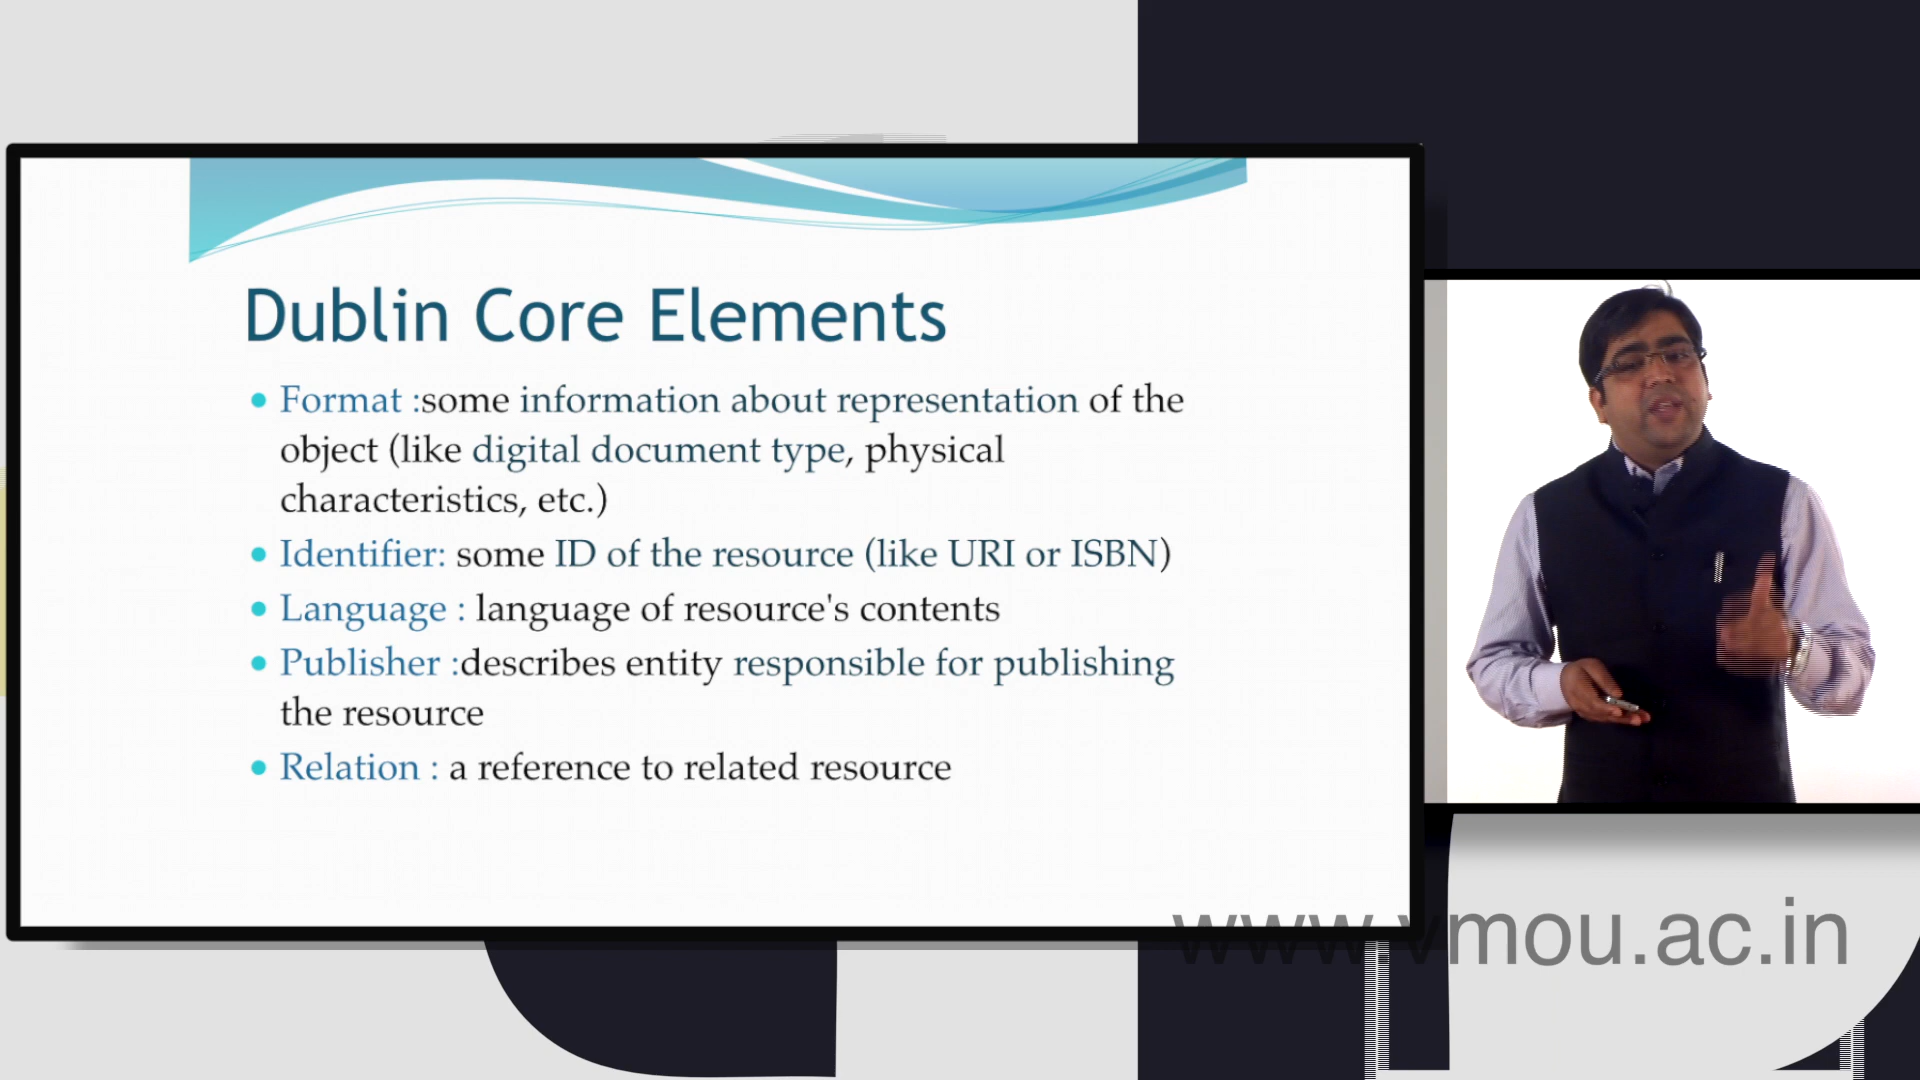 Dublin Core Elements
Format :some information about representation of the
object (like digital document type, physical
characteristics, etc.)
Identifier: some ID of the resource (like URI or ISBN)
Language : language of resource's contents
Publisher :describes entity responsible for publishing
the resource
Relation : a reference to related resource
www.vmou.ac.in